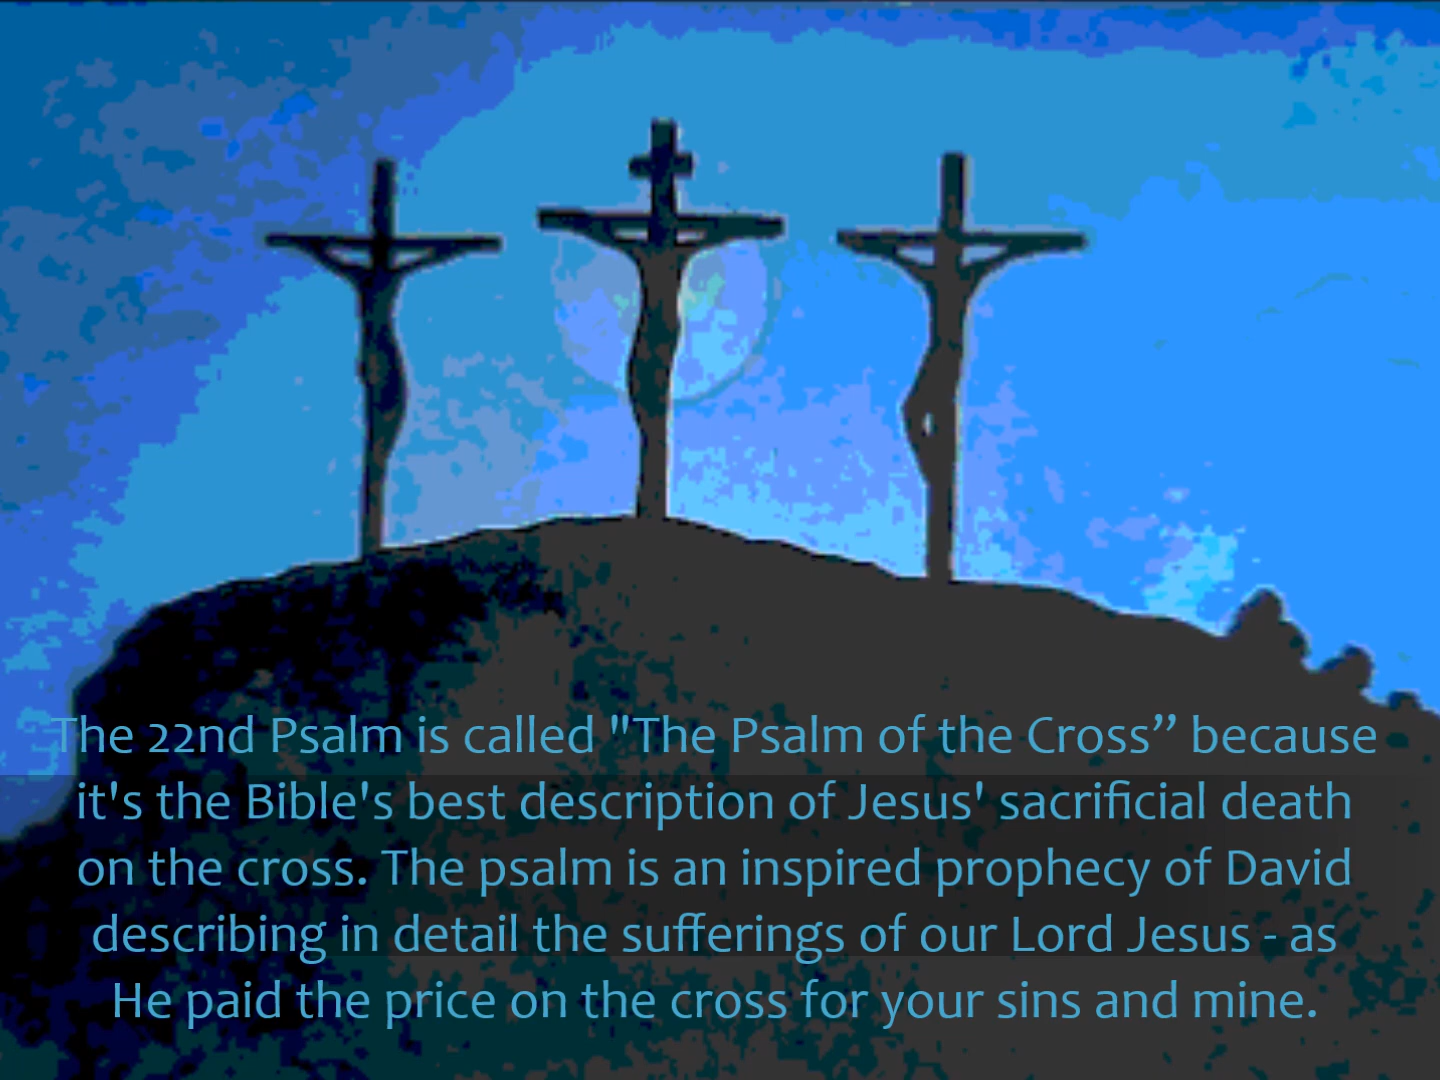 The 22nd Psalm is called "The Psalm of the Cross” because
it's the Bible's best description of Jesus' sacrificial death
on the cross. The psalm is an inspired prophecy of David
describing in detail the sufferings of our Lord Jesus - as
He paid the price on the cross for your sins and mine.